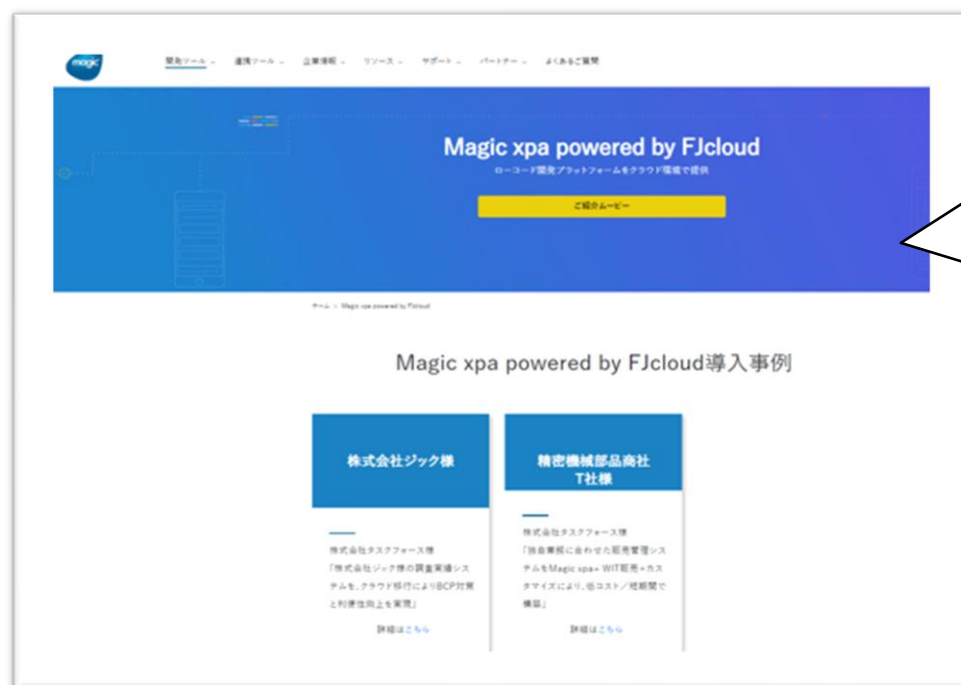 magic
開発ツール 連携ツール 企業情報 リソース サポート パートナー よくあるご質問
Magic xpa powered by FJcloud
ローコード開発プラットフォームをクラウド環境で提供
ご紹介ムービー
ホーム > Magic xpa powered by FJcloud
Magic xpa powered by FJcloud導入事例
株式会社ジック様
株式会社タスクフォース様
「株式会社ジック様の調査実績シス
テムを、クラウド移行によりBCP対策
と利便性向上を実現」
詳細はこちら
精密機械部品商社
T社様
株式会社タスクフォース様
「独自業務に合わせた販売管理シス
テムをMagic xpa+ WIT販売+カス
タマイズにより、低コスト/短期間で
構築」
詳細はこちら